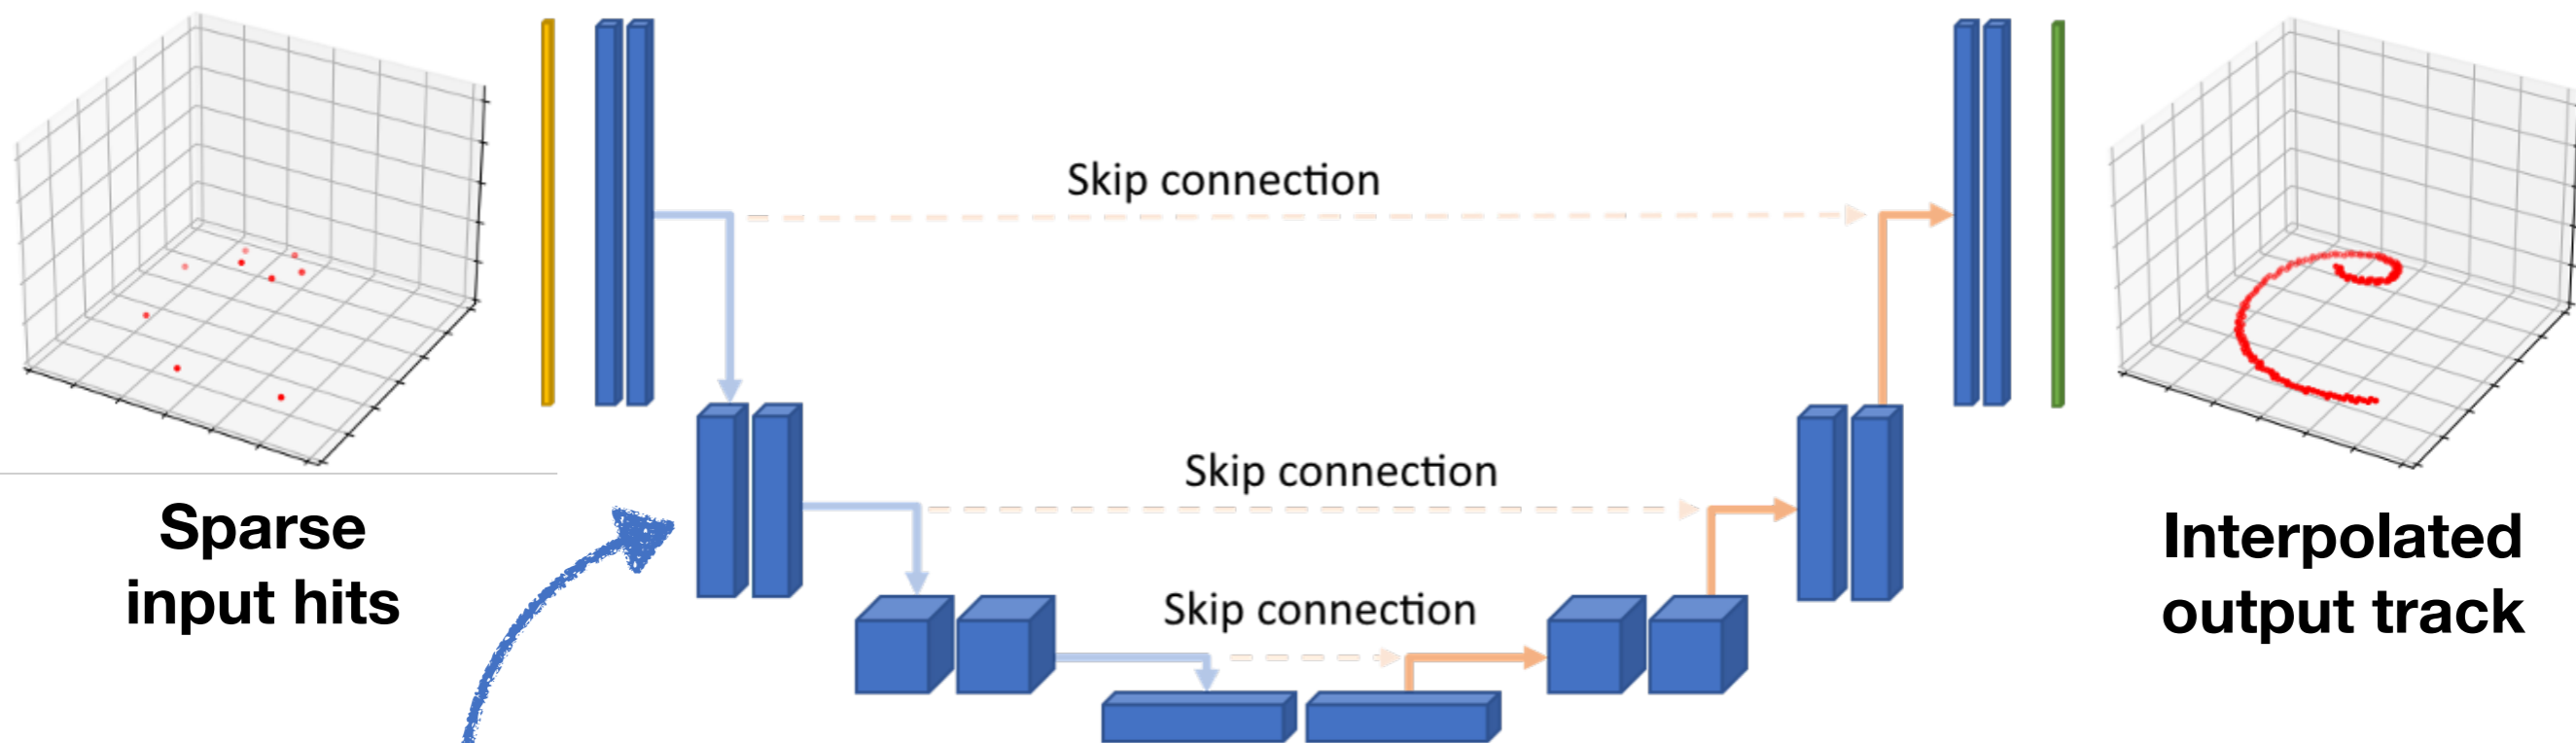 Skip connection
Skip connection
Skip connection
Sparse
input hits
Interpolated
output track